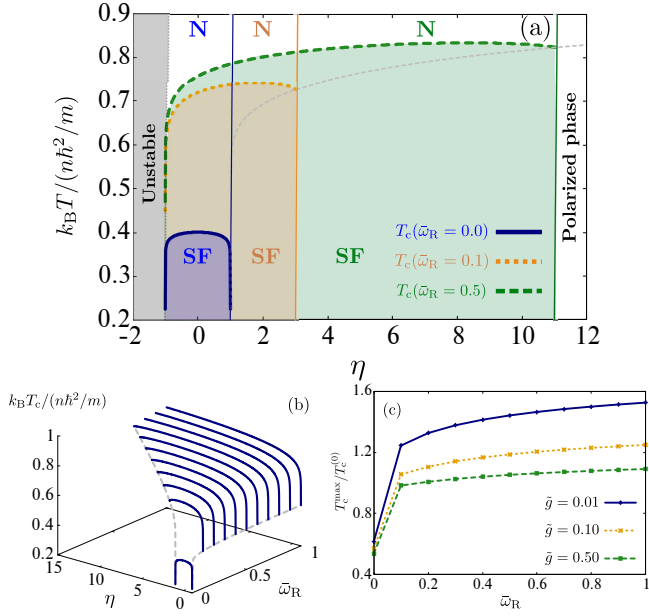 0.9
0.8
0.7
0.6
0.5
0.4
0.3
0.2
k_B T/(nħ²/m)
N N N (a)
Unstable
Polarized phase
SF SF SF
T_c(ω̄_R = 0.0)
T_c(ω̄_R = 0.1)
T_c(ω̄_R = 0.5)
-2 0 2 4 6 8 10 12
η
k_B T_c/(nħ²/m)
(b)
1
0.8
0.6
0.4
0.2
15 10 5 0
η
0 0.5 1
ω̄_R
(c)
1.6
1.2
0.8
0.4
T_c^max/T_c^(0)
g̃ = 0.01
g̃ = 0.10
g̃ = 0.50
0 0.2 0.4 0.6 0.8 1
ω̄_R